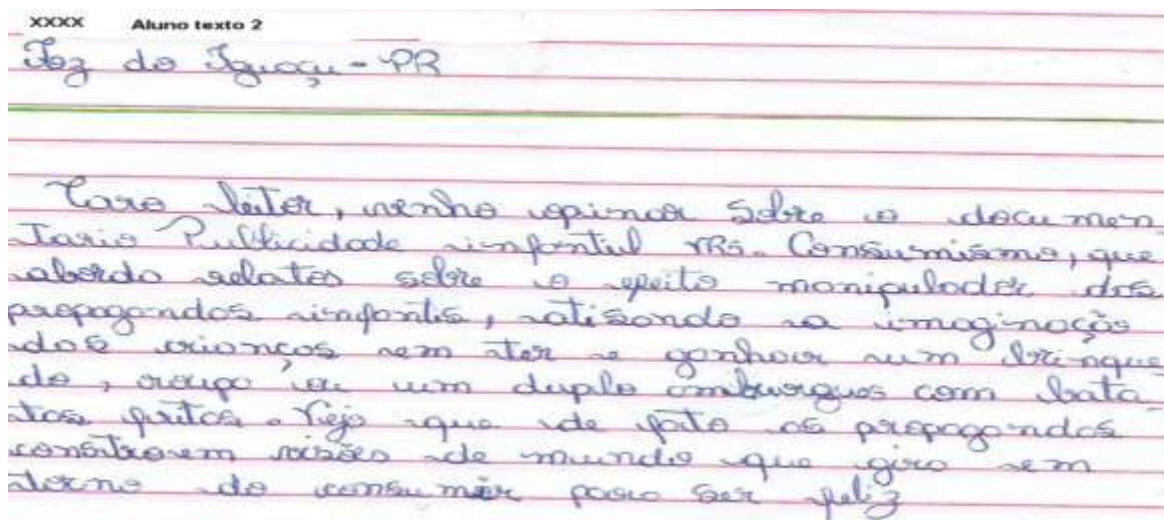 XXXX Aluno texto 2
Foz do Iguaçu - PR
Caro leitor, venho opinar sobre o documen
tario Publicidade infantil Vs. Consumismo, que
aborda relatos sobre o efeito manipulador das
propagandas infantis, atisando a imaginação
das crianças em ter e ganhar um brinque
do, roupa ou um duplo amburgues com bata
tas fritas. Vejo que de fato as propagandas
constroem visões de mundo que gira em
torno do consumir para ser feliz